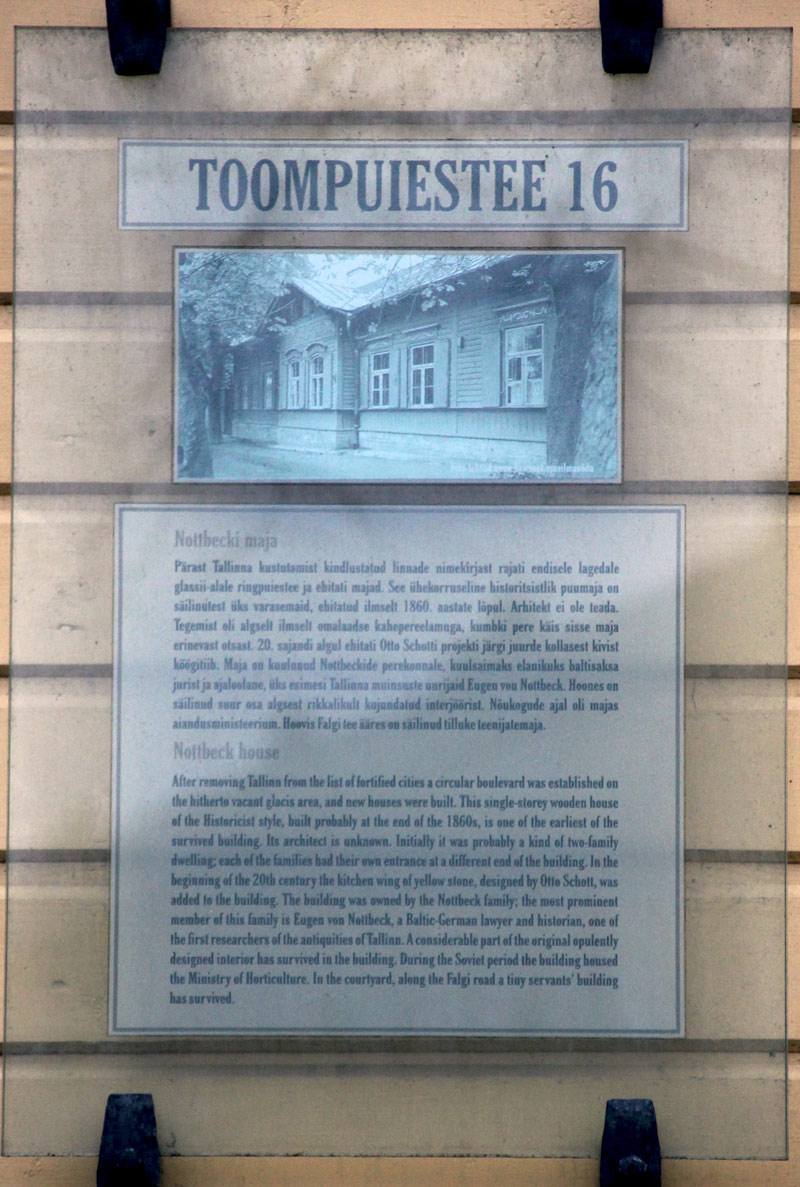 TOOMPUIESTEE 16
Nottbecki maja
Pärast Tallinna kustutamist kindlustatud linnade nimekirjast rajati endisele lagedale
glassii-alale ringpuiestee ja ehitati majad. See ühekorruseline historitsistlik puumaja on
säilinutest üks varasemaid, ehitatud ilmselt 1860. aastate lõpul. Arhitekt ei ole teada.
Tegemist oli algselt ilmselt omalaadse kahepereelamuga, kumbki pere käis sisse maja
erinevast otsast. 20. sajandi algul ehitati Otto Schotti projekti järgi juurde kollasest kivist
köögitiib. Maja on kuulunud Nottbeckide perekonnale, kuulsaimaks elanikuks baltisaksa
jurist ja ajaloolane, üks esimesi Tallinna muinsuste uurijaid Eugen von Nottbeck. Hoones on
säilinud suur osa algsest rikkalikult kujundatud interjöörist. Nõukogude ajal oli majas
aiandusministeerium. Hoovis Falgi tee ääres on säilinud tilluke teenijatemaja.
Nottbeck house
After removing Tallinn from the list of fortified cities a circular boulevard was established on
the hitherto vacant glacis area, and new houses were built. This single-storey wooden house
of the Historicist style, built probably at the end of the 1860s, is one of the earliest of the
survived building. Its architect is unknown. Initially it was probably a kind of two-family
dwelling; each of the families had their own entrance at a different end of the building. In the
beginning of the 20th century the kitchen wing of yellow stone, designed by Otto Schott, was
added to the building. The building was owned by the Nottbeck family; the most prominent
member of this family is Eugen von Nottbeck, a Baltic-German lawyer and historian, one of
the first researchers of the antiquities of Tallinn. A considerable part of the original opulently
designed interior has survived in the building. During the Soviet period the building housed
the Ministry of Horticulture. In the courtyard, along the Falgi road a tiny servants' building
has survived.